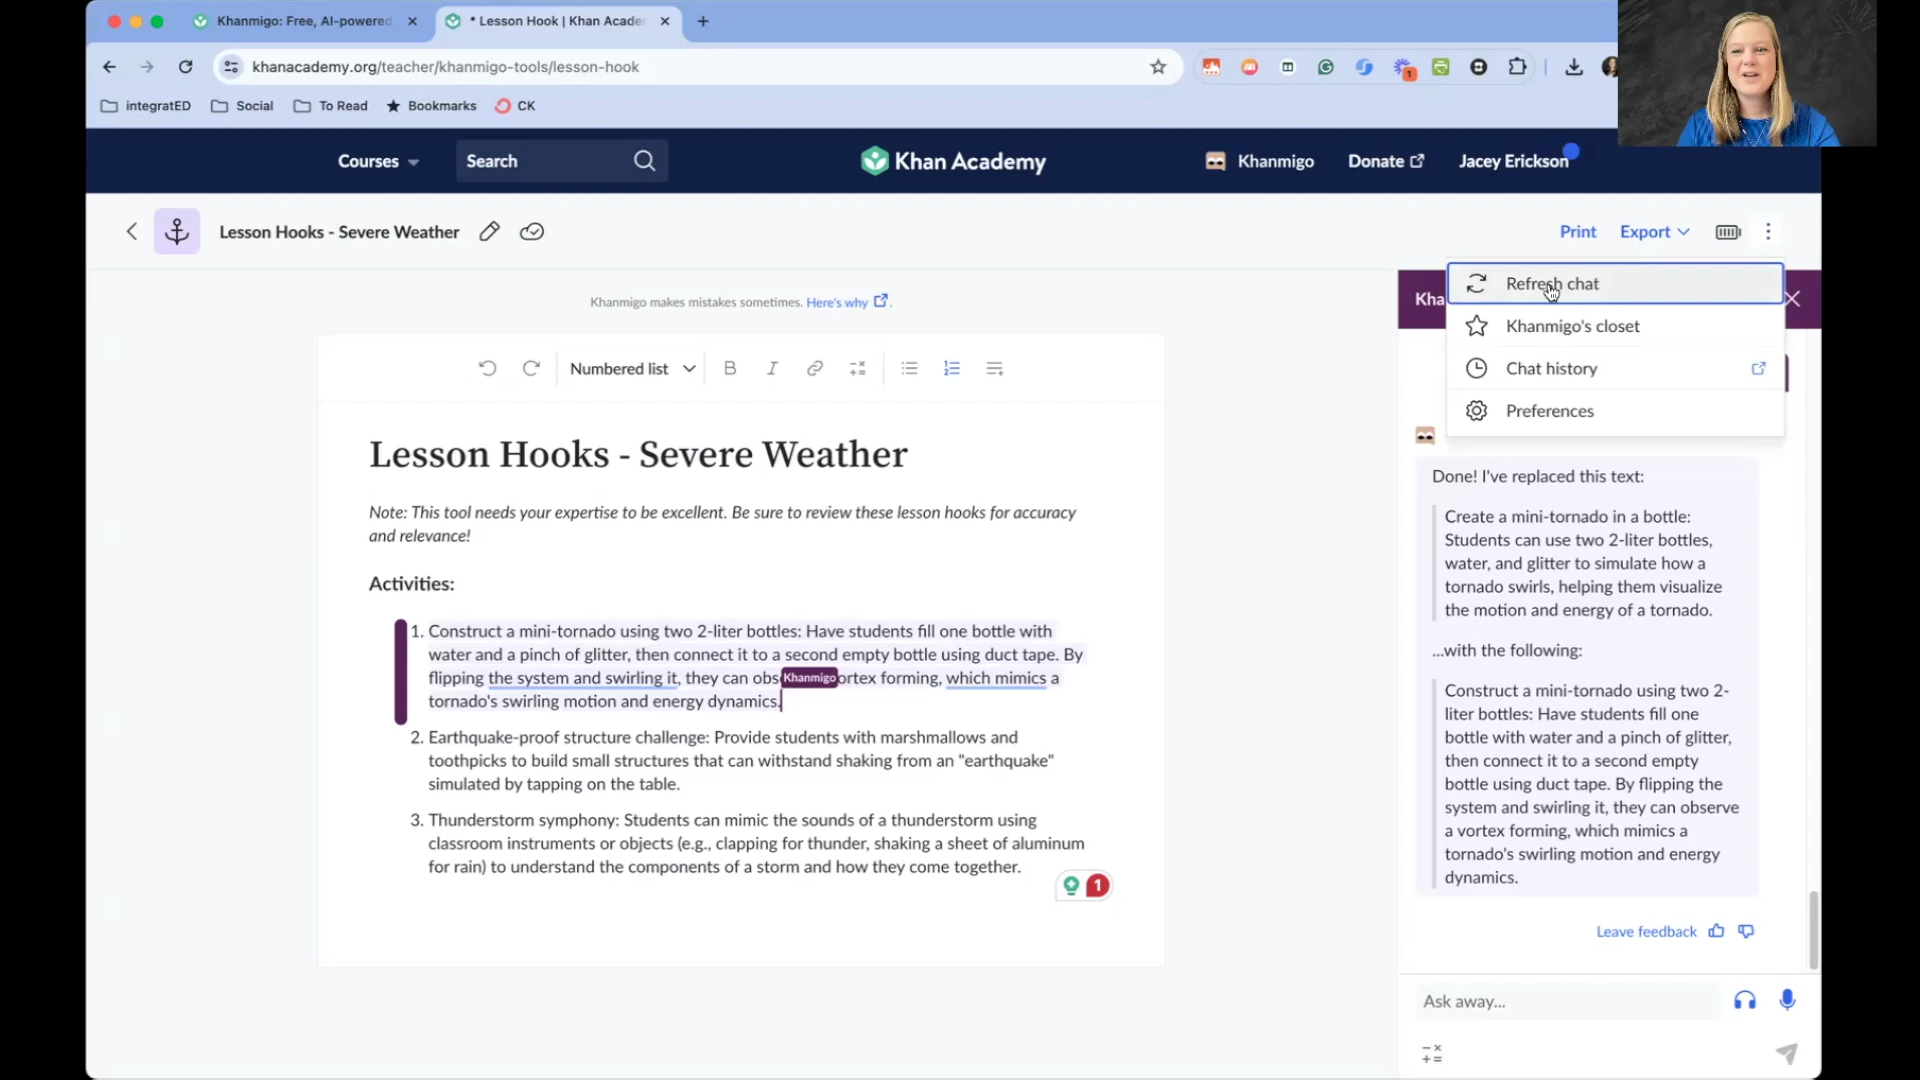 Khanmigo: Free, AI-powered
* Lesson Hook | Khan Acade
khanacademy.org/teacher/khanmigo-tools/lesson-hook
1
integratED
Social
To Read
Bookmarks
CK
Courses
Search
Khan Academy
Khanmigo
Donate
Jacey Erickson
Lesson Hooks - Severe Weather
Print
Export
Khanmigo makes mistakes sometimes. Here's why.
Numbered list
B
I
Lesson Hooks - Severe Weather
Note: This tool needs your expertise to be excellent. Be sure to review these lesson hooks for accuracy
and relevance!
Activities:
1. Construct a mini-tornado using two 2-liter bottles: Have students fill one bottle with
water and a pinch of glitter, then connect it to a second empty bottle using duct tape. By
flipping the system and swirling it, they can obs Khanmigo ortex forming, which mimics a
tornado's swirling motion and energy dynamics.
2. Earthquake-proof structure challenge: Provide students with marshmallows and
toothpicks to build small structures that can withstand shaking from an "earthquake"
simulated by tapping on the table.
3. Thunderstorm symphony: Students can mimic the sounds of a thunderstorm using
classroom instruments or objects (e.g., clapping for thunder, shaking a sheet of aluminum
for rain) to understand the components of a storm and how they come together.
1
Kha
Refresh chat
Khanmigo's closet
Chat history
Preferences
Done! I've replaced this text:
Create a mini-tornado in a bottle:
Students can use two 2-liter bottles,
water, and glitter to simulate how a
tornado swirls, helping them visualize
the motion and energy of a tornado.
...with the following:
Construct a mini-tornado using two 2-
liter bottles: Have students fill one
bottle with water and a pinch of glitter,
then connect it to a second empty
bottle using duct tape. By flipping the
system and swirling it, they can observe
a vortex forming, which mimics a
tornado's swirling motion and energy
dynamics.
Leave feedback
Ask away...